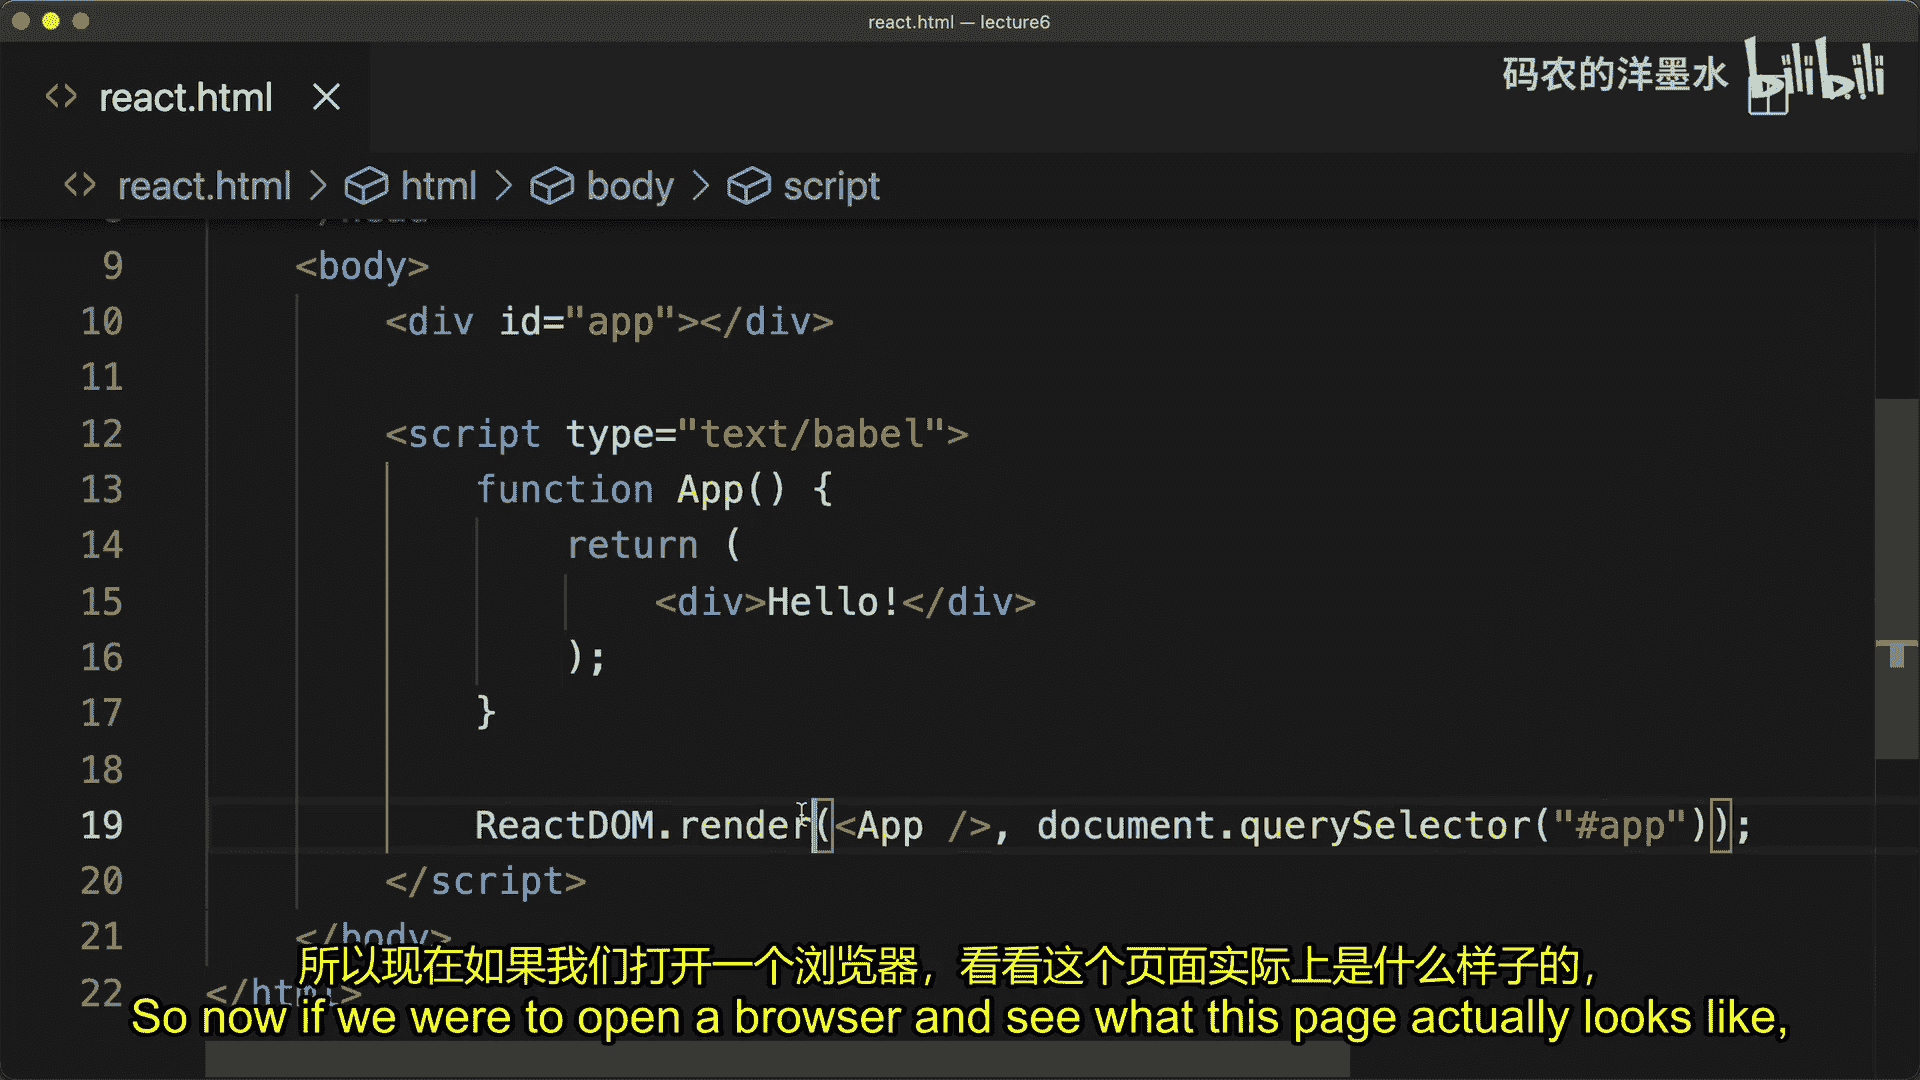 react.html — lecture6
react.html
码农的洋墨水 bilibili
react.html > html > body > script
9 <body>
10 <div id="app"></div>
11
12 <script type="text/babel">
13 function App() {
14 return (
15 <div>Hello!</div>
16 );
17 }
18
19 ReactDOM.render(<App />, document.querySelector("#app"));
20 </script>
21 </body>
22 </html>
所以现在如果我们打开一个浏览器，看看这个页面实际上是什么样子的，
So now if we were to open a browser and see what this page actually looks like,